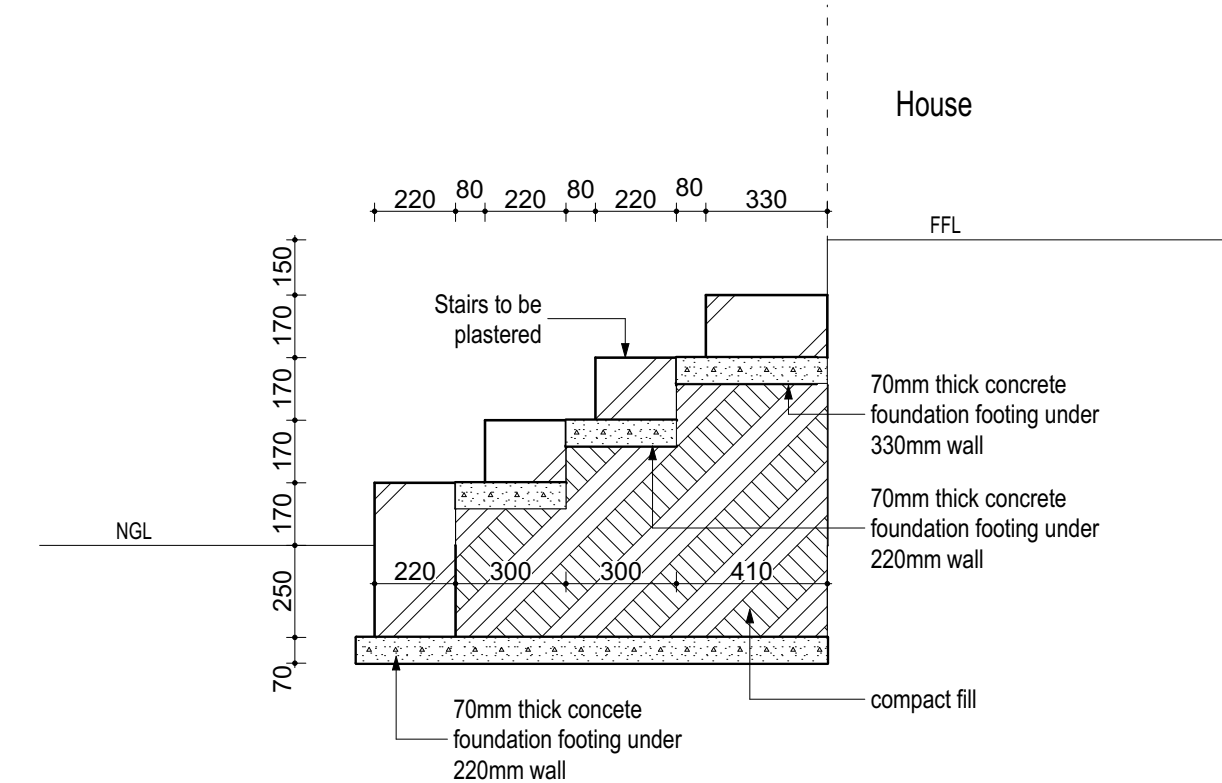 House
220
80
220
80
220
80
330
FFL
150
170
170
170
170
250
70
Stairs to be
plastered
70mm thick concrete
foundation footing under
330mm wall
70mm thick concrete
foundation footing under
220mm wall
NGL
220
300
300
410
compact fill
70mm thick concete
foundation footing under
220mm wall